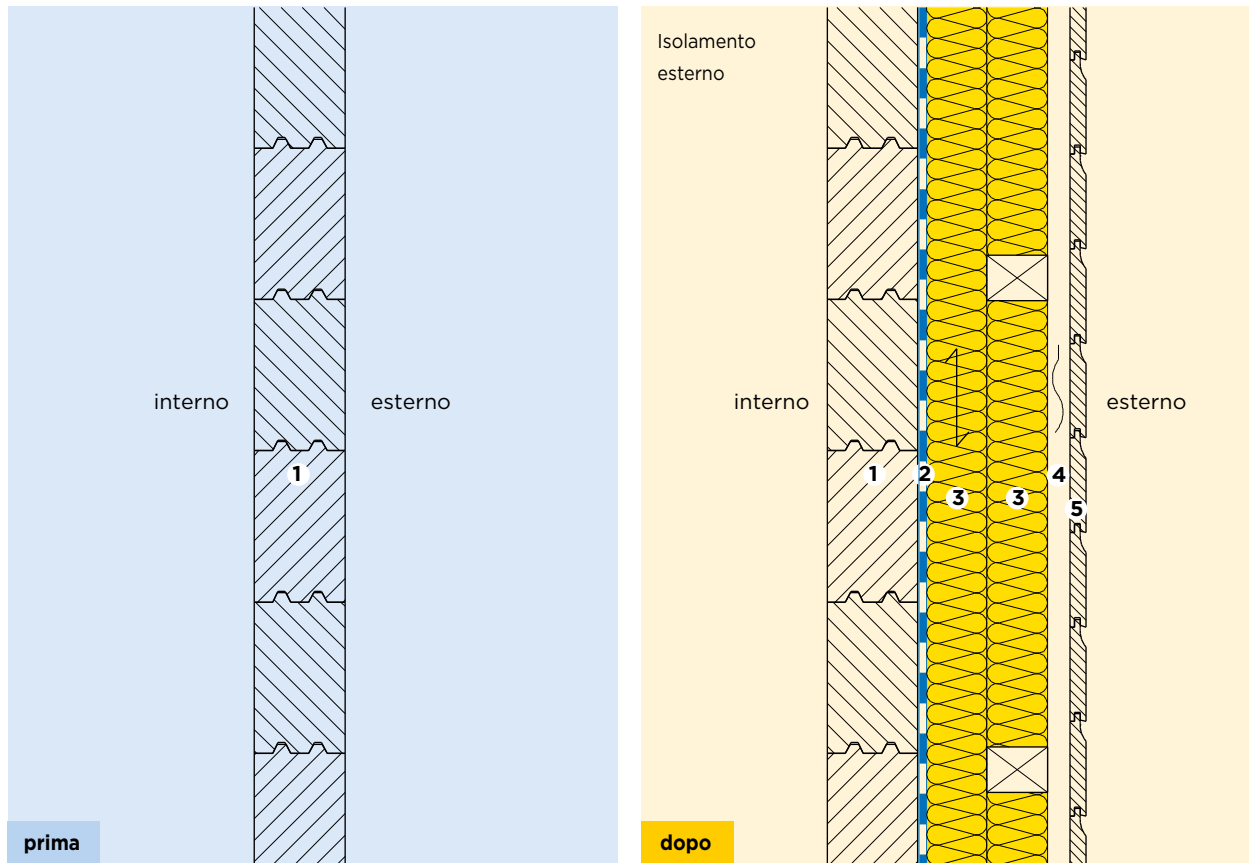 interno
esterno
1
prima
Isolamento
esterno
interno
esterno
1
2
3
3
4
5
dopo